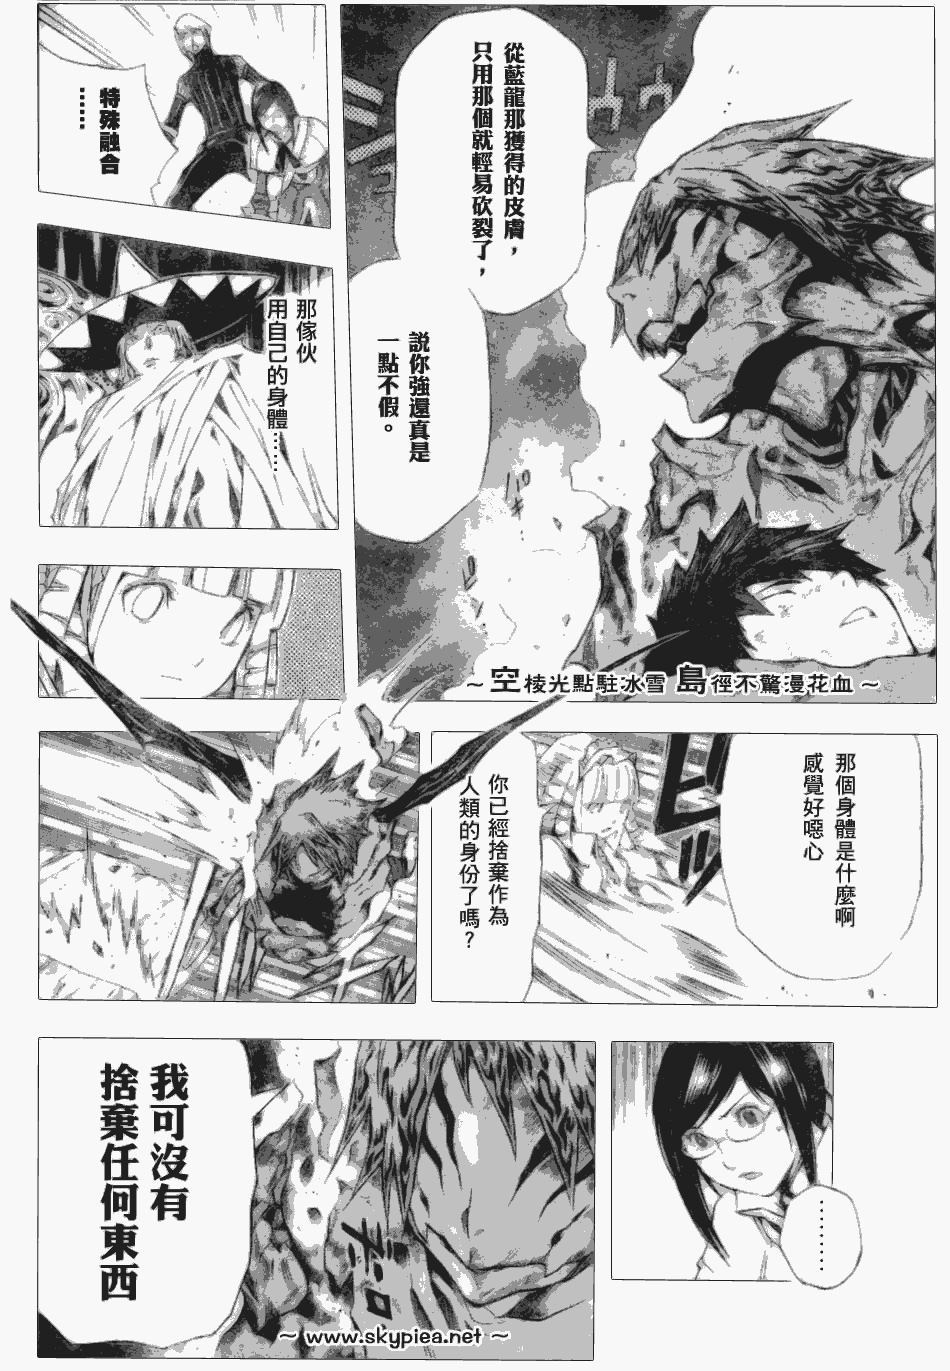 從藍龍那獲得的皮膚，
只用那個就輕易砍裂了，
說你強還真是
一點不假。
特殊融合
……
那傢伙
用自己的身體……
～空棱光點駐冰雪 島徑不驚漫花血～
那個身體是什麼啊
感覺好噁心
你已經捨棄作為
人類的身份了嗎？
………
我可沒有
捨棄任何東西
～ www.skypiea.net ～